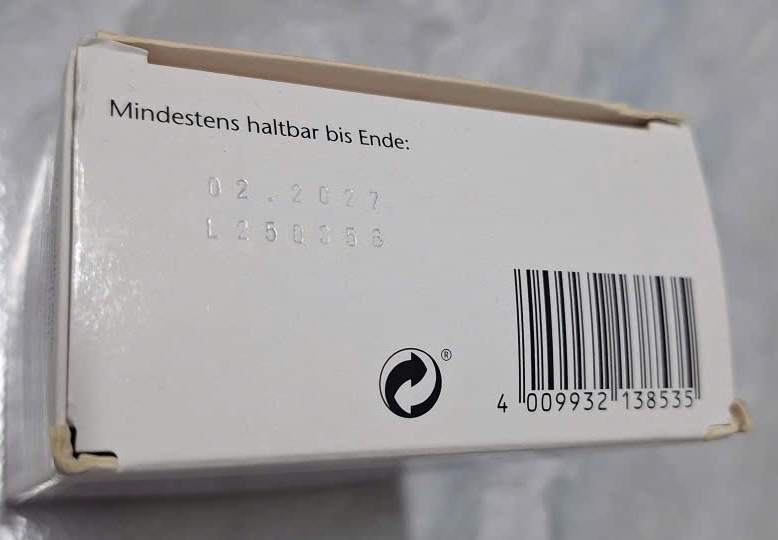 Mindestens haltbar bis Ende:
02.2027
L250356
®
4 009932 138535